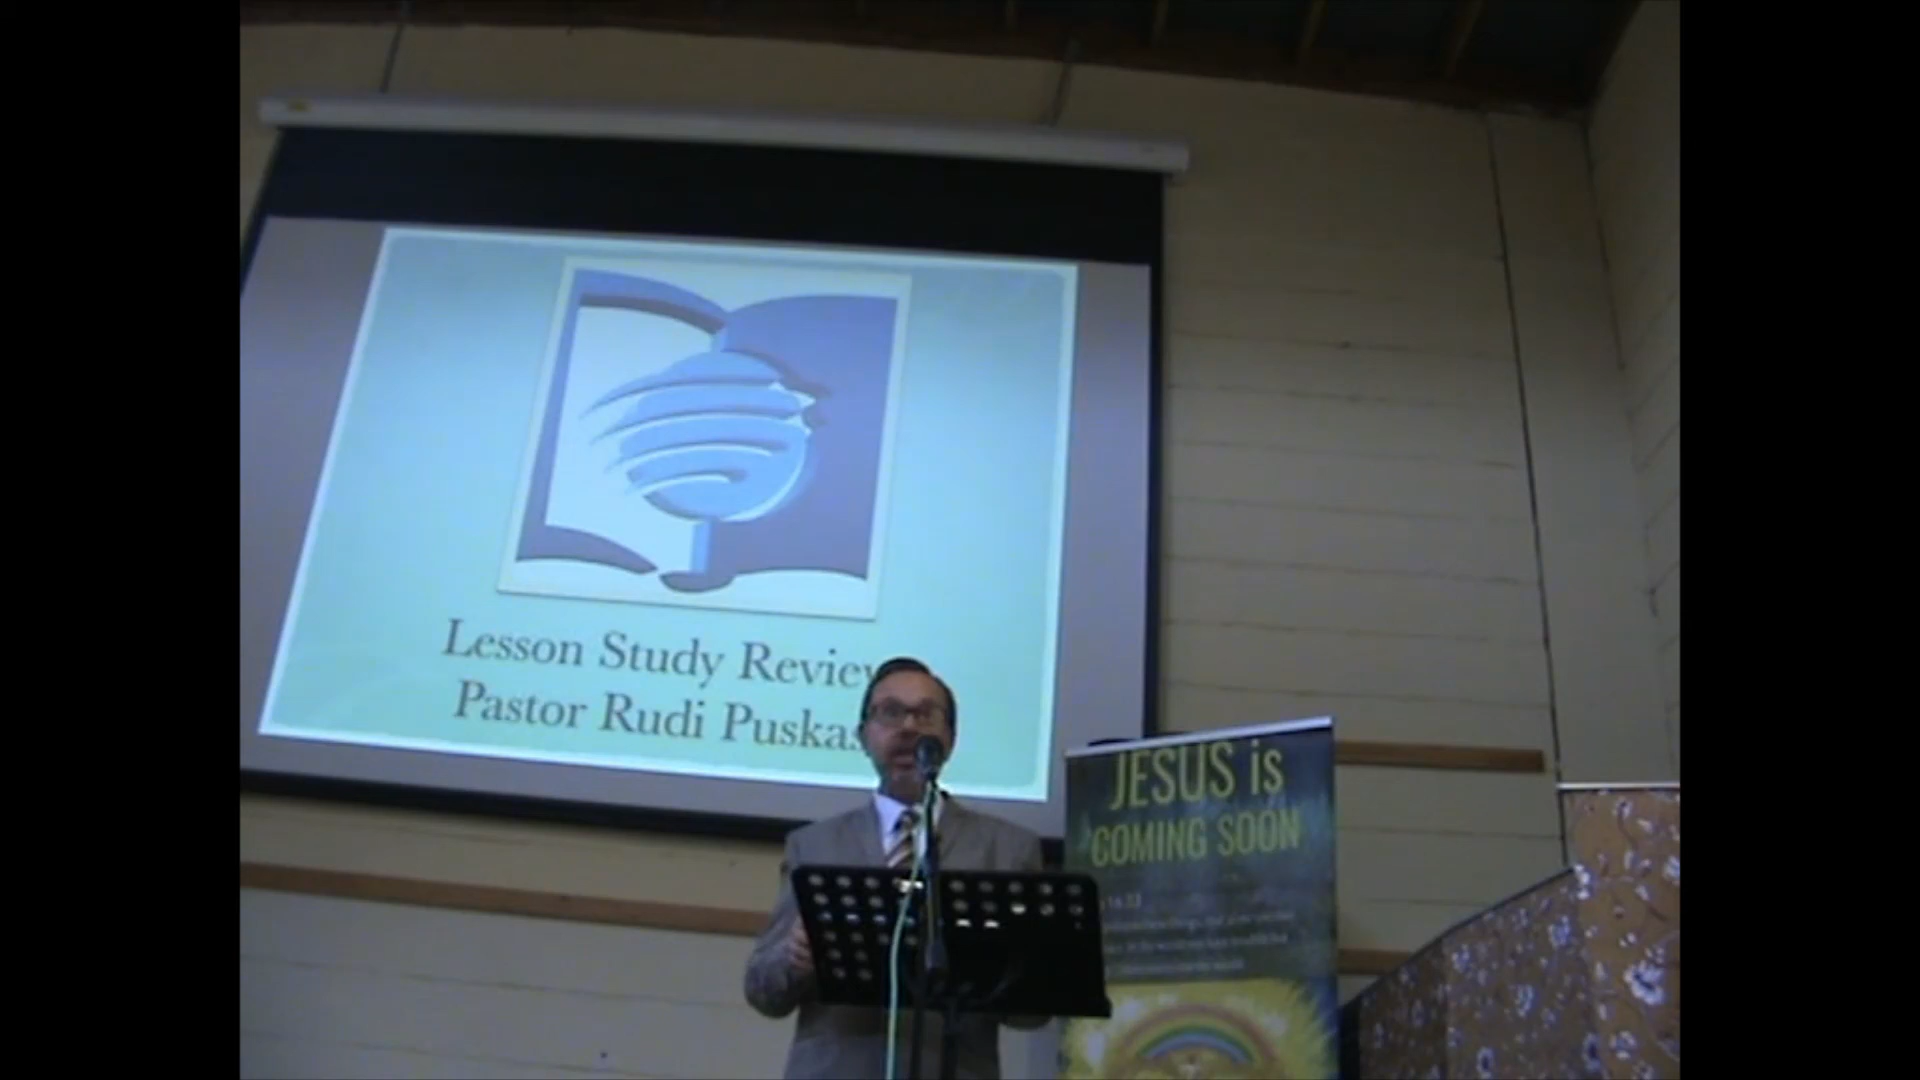 Lesson Study Review
Pastor Rudi Puskas
JESUS is
COMING SOON